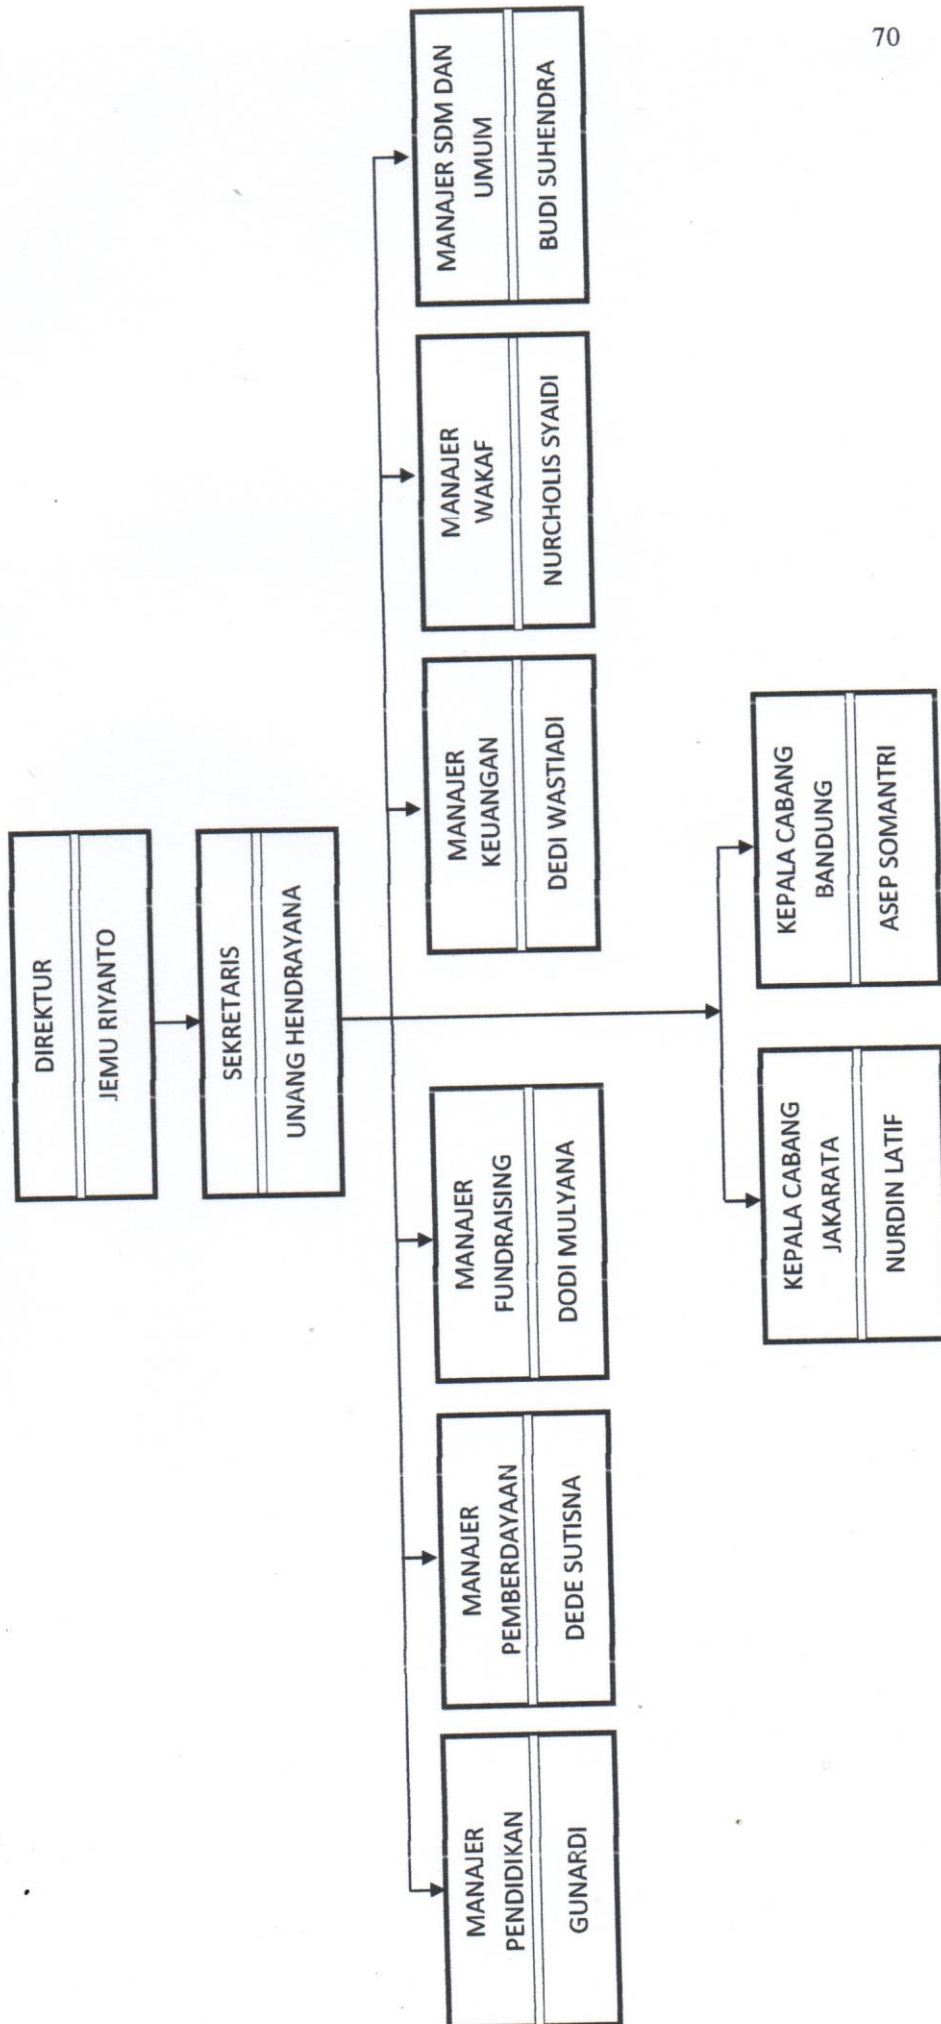 70
DIREKTUR
JEMU RIYANTO
SEKRETARIS
UNANG HENDRAYANA
MANAJER
PENDIDIKAN
GUNARDI
MANAJER
PEMBERDAYAAN
DEDE SUTISNA
MANAJER
FUNDRAISING
DODI MULYANA
MANAJER
KEUANGAN
DEDI WASTIADI
MANAJER
WAKAF
NURCHOLIS SYAIDI
MANAJER SDM DAN
UMUM
BUDI SUHENDRA
KEPALA CABANG
JAKARATA
NURDIN LATIF
KEPALA CABANG
BANDUNG
ASEP SOMANTRI